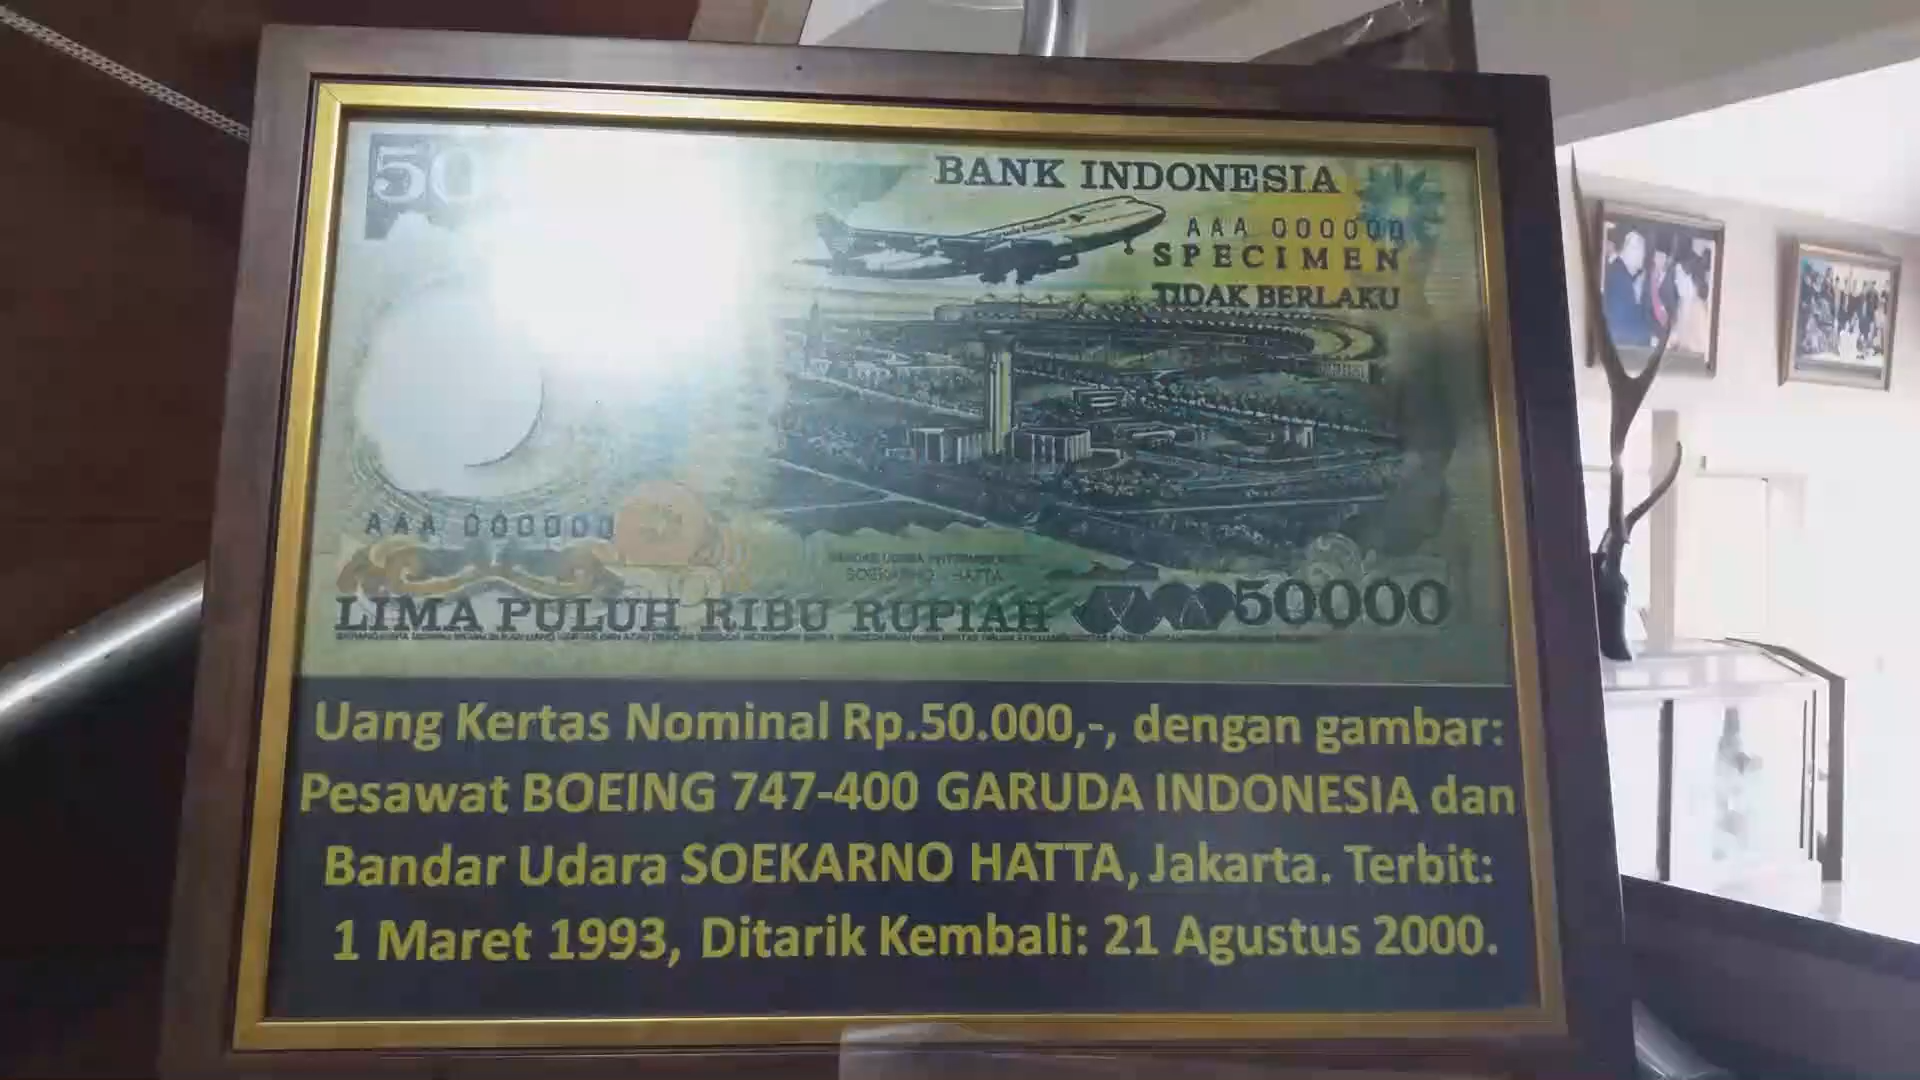 50
BANK INDONESIA
AAA 000000
SPECIMEN
TIDAK BERLAKU
AAA 000000
SOEKARNO - HATTA
LIMA PULUH RIBU RUPIAH 50000
Uang Kertas Nominal Rp.50.000,-, dengan gambar:
Pesawat BOEING 747-400 GARUDA INDONESIA dan
Bandar Udara SOEKARNO HATTA, Jakarta. Terbit:
1 Maret 1993, Ditarik Kembali: 21 Agustus 2000.